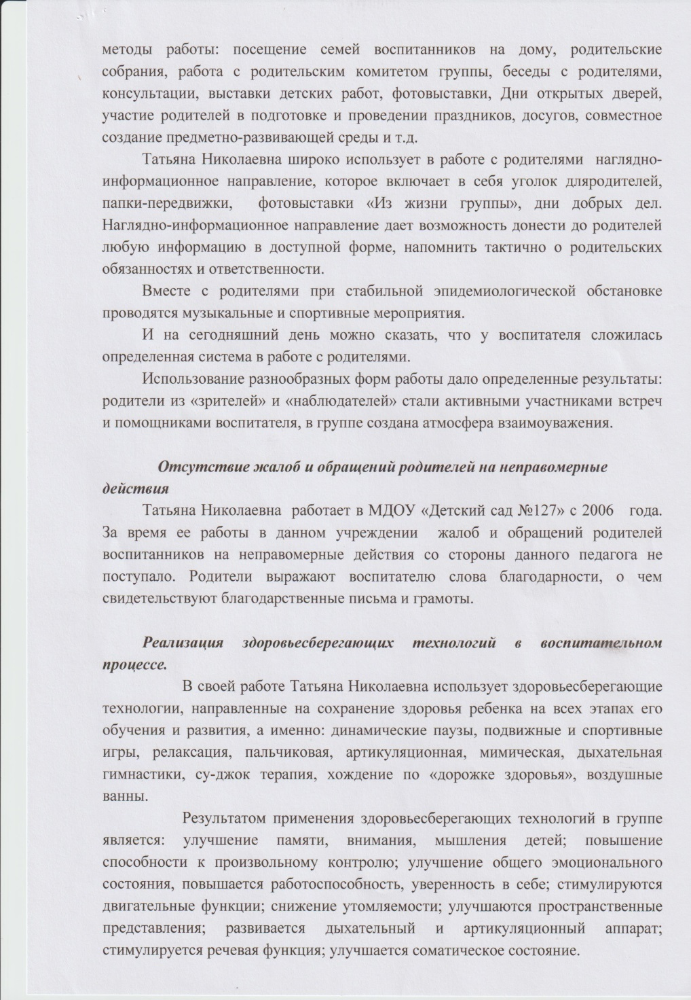 методы работы: посещение семей воспитанников на дому, родительские
собрания, работа с родительским комитетом группы, беседы с родителями,
консультации, выставки детских работ, фотовыставки, Дни открытых дверей,
участие родителей в подготовке и проведении праздников, досугов, совместное
создание предметно-развивающей среды и т.д.
Татьяна Николаевна широко использует в работе с родителями наглядно-
информационное направление, которое включает в себя уголок дляродителей,
папки-передвижки, фотовыставки «Из жизни группы», дни добрых дел.
Наглядно-информационное направление дает возможность донести до родителей
любую информацию в доступной форме, напомнить тактично о родительских
обязанностях и ответственности.
Вместе с родителями при стабильной эпидемиологической обстановке
проводятся музыкальные и спортивные мероприятия.
И на сегодняшний день можно сказать, что у воспитателя сложилась
определенная система в работе с родителями.
Использование разнообразных форм работы дало определенные результаты:
родители из «зрителей» и «наблюдателей» стали активными участниками встреч
и помощниками воспитателя, в группе создана атмосфера взаимоуважения.
Отсутствие жалоб и обращений родителей на неправомерные
действия
Татьяна Николаевна работает в МДОУ «Детский сад №127» с 2006 года.
За время ее работы в данном учреждении жалоб и обращений родителей
воспитанников на неправомерные действия со стороны данного педагога не
поступало. Родители выражают воспитателю слова благодарности, о чем
свидетельствуют благодарственные письма и грамоты.
Реализация здоровьесберегающих технологий в воспитательном
процессе.
В своей работе Татьяна Николаевна использует здоровьесберегающие
технологии, направленные на сохранение здоровья ребенка на всех этапах его
обучения и развития, а именно: динамические паузы, подвижные и спортивные
игры, релаксация, пальчиковая, артикуляционная, мимическая, дыхательная
гимнастики, су-джок терапия, хождение по «дорожке здоровья», воздушные
ванны.
Результатом применения здоровьесберегающих технологий в группе
является: улучшение памяти, внимания, мышления детей; повышение
способности к произвольному контролю; улучшение общего эмоционального
состояния, повышается работоспособность, уверенность в себе; стимулируются
двигательные функции; снижение утомляемости; улучшаются пространственные
представления; развивается дыхательный и артикуляционный аппарат;
стимулируется речевая функция; улучшается соматическое состояние.